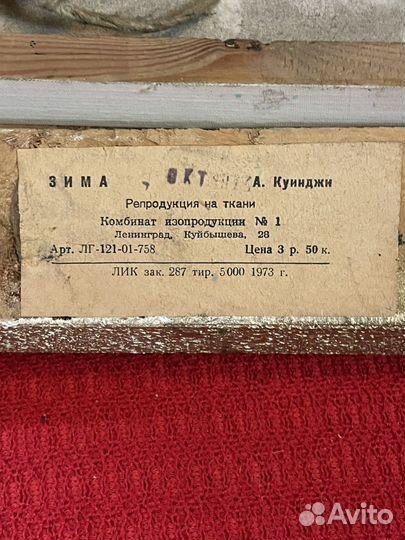 ЗИМА ОКТ А. Куинджи
Репродукция на ткани
Комбинат изопродукции № 1
Ленинград, Куйбышева, 28
Арт. ЛГ-121-01-758 Цена 3 р. 50 к.
ЛИК зак. 287 тир. 5000 1973 г.
Avito